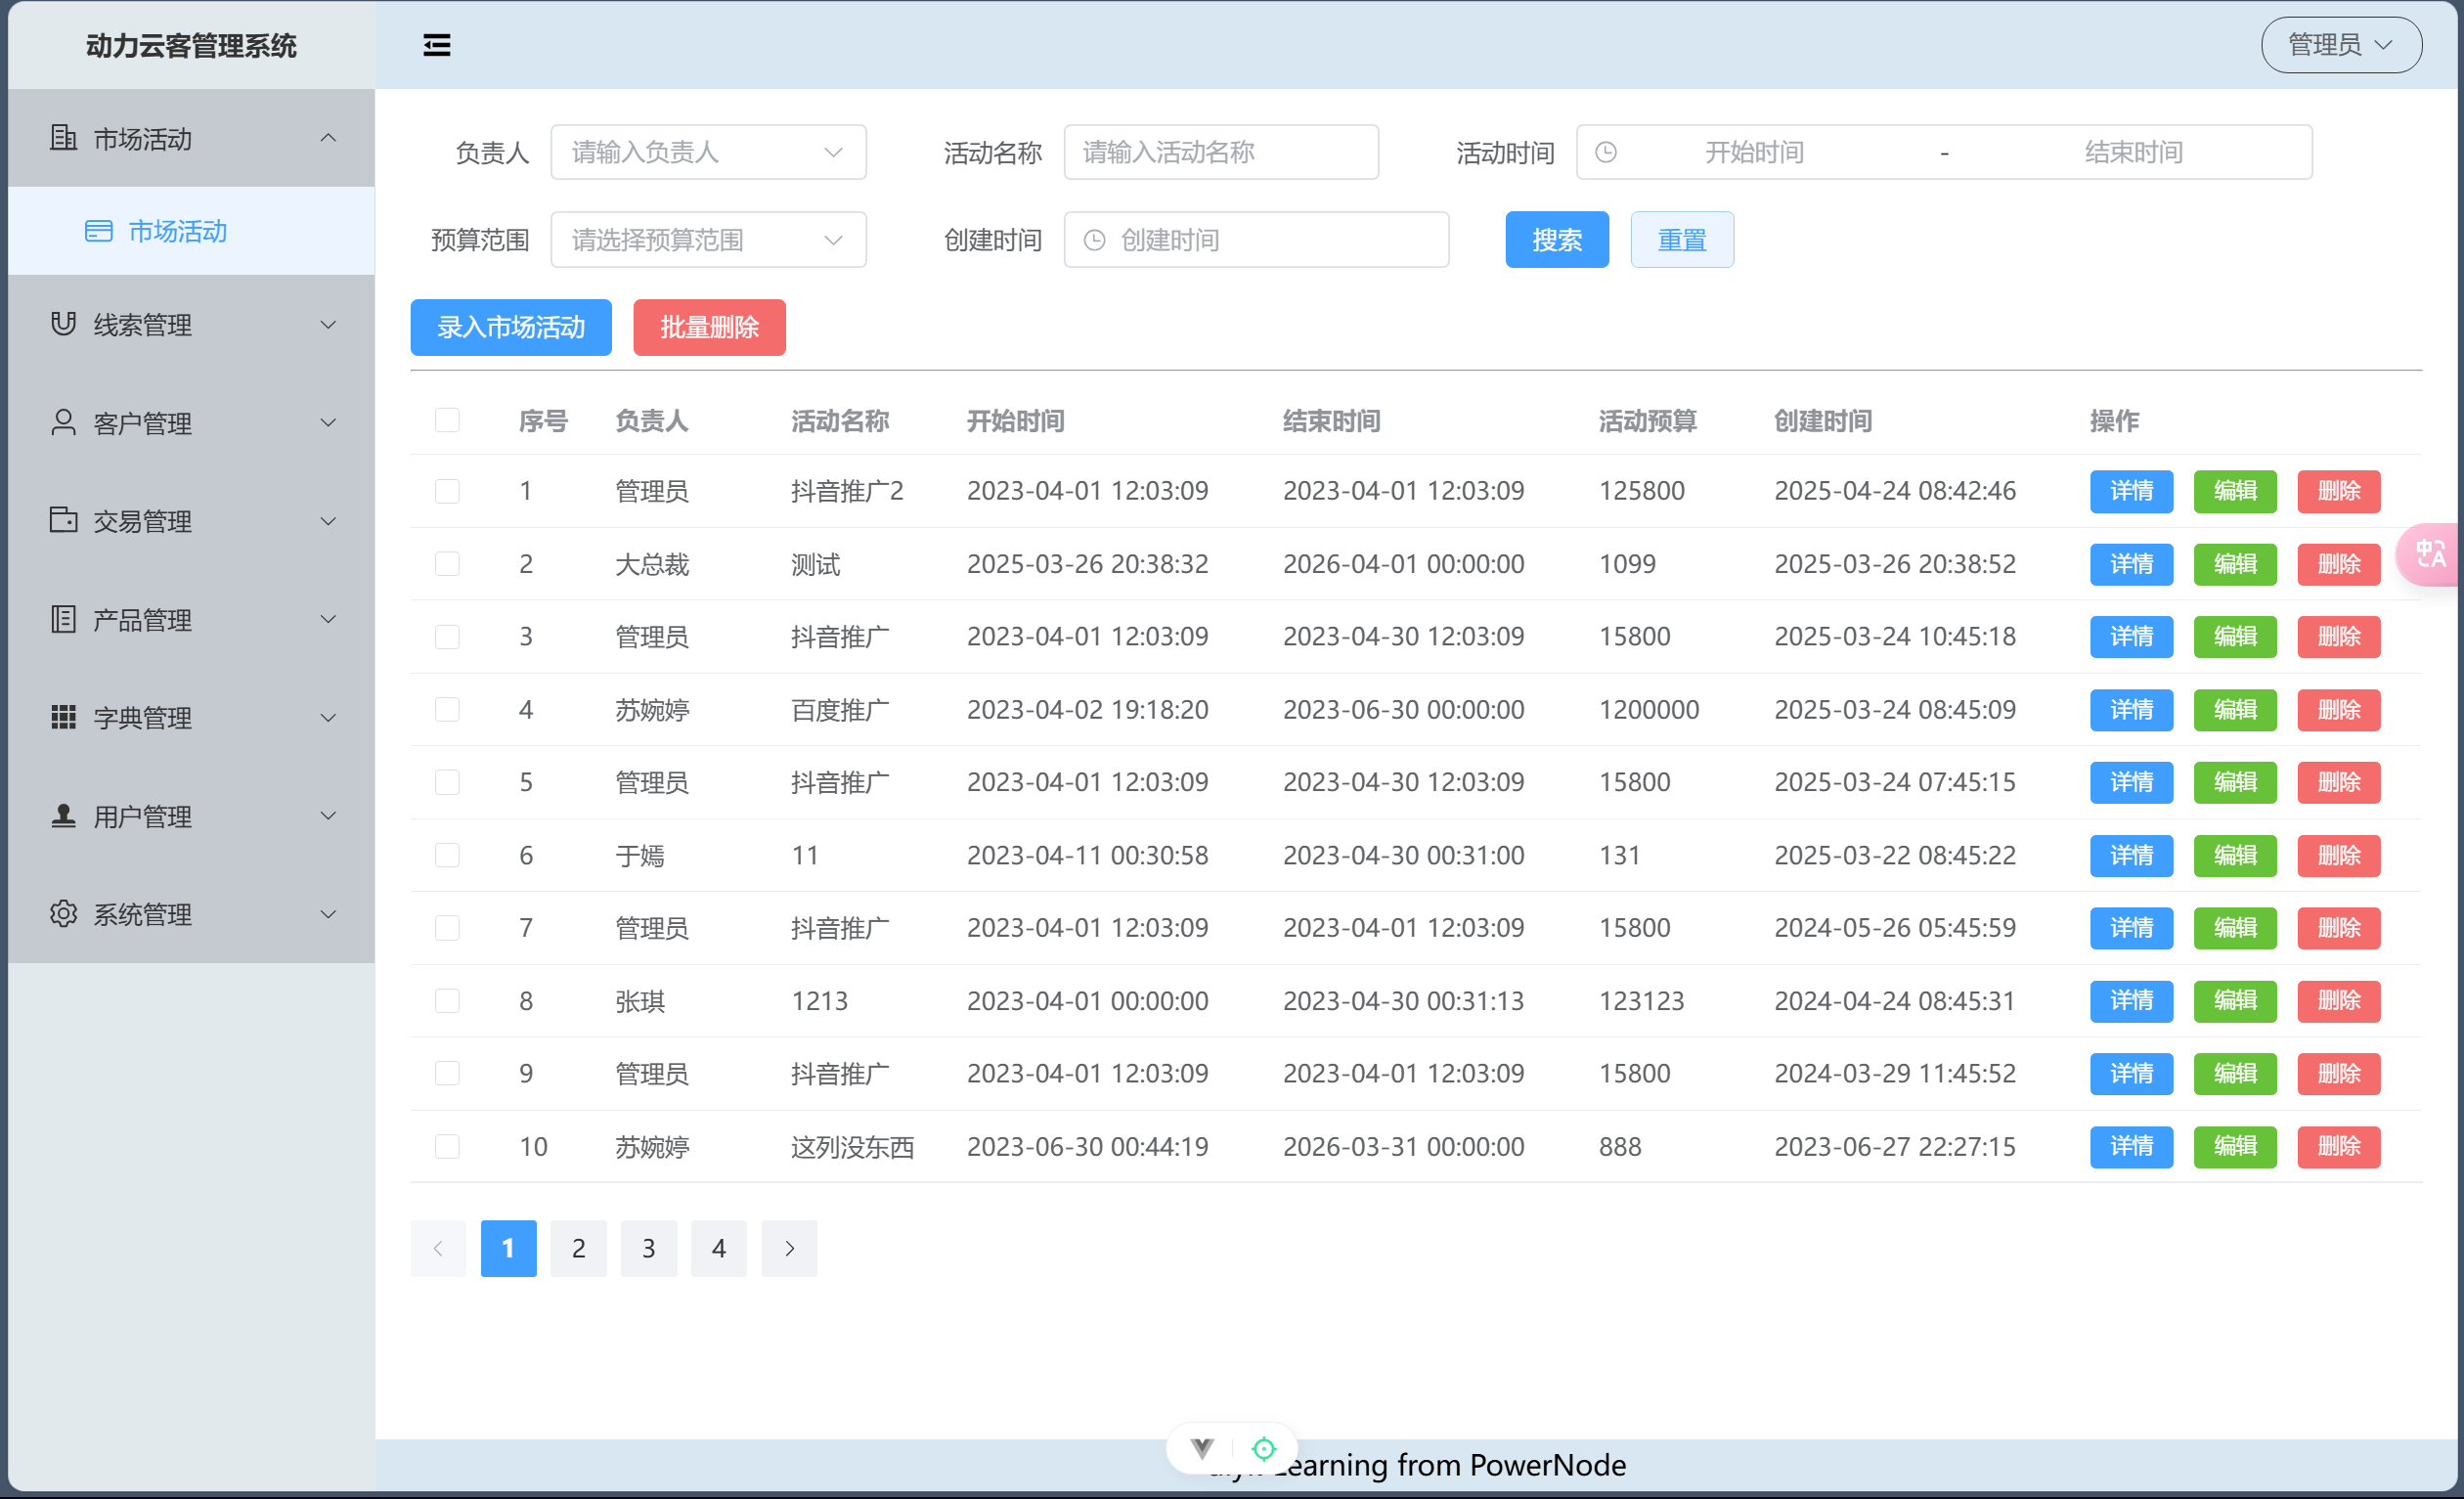 动力云客管理系统
管理员
市场活动
市场活动
线索管理
客户管理
交易管理
产品管理
字典管理
用户管理
系统管理
负责人 请输入负责人 活动名称 请输入活动名称 活动时间 开始时间 - 结束时间
预算范围 请选择预算范围 创建时间 创建时间 搜索 重置
录入市场活动 批量删除
序号 负责人 活动名称 开始时间 结束时间 活动预算 创建时间 操作
1 管理员 抖音推广2 2023-04-01 12:03:09 2023-04-01 12:03:09 125800 2025-04-24 08:42:46 详情 编辑 删除
2 大总裁 测试 2025-03-26 20:38:32 2026-04-01 00:00:00 1099 2025-03-26 20:38:52 详情 编辑 删除
3 管理员 抖音推广 2023-04-01 12:03:09 2023-04-30 12:03:09 15800 2025-03-24 10:45:18 详情 编辑 删除
4 苏婉婷 百度推广 2023-04-02 19:18:20 2023-06-30 00:00:00 1200000 2025-03-24 08:45:09 详情 编辑 删除
5 管理员 抖音推广 2023-04-01 12:03:09 2023-04-30 12:03:09 15800 2025-03-24 07:45:15 详情 编辑 删除
6 于嫣 11 2023-04-11 00:30:58 2023-04-30 00:31:00 131 2025-03-22 08:45:22 详情 编辑 删除
7 管理员 抖音推广 2023-04-01 12:03:09 2023-04-01 12:03:09 15800 2024-05-26 05:45:59 详情 编辑 删除
8 张琪 1213 2023-04-01 00:00:00 2023-04-30 00:31:13 123123 2024-04-24 08:45:31 详情 编辑 删除
9 管理员 抖音推广 2023-04-01 12:03:09 2023-04-01 12:03:09 15800 2024-03-29 11:45:52 详情 编辑 删除
10 苏婉婷 这列没东西 2023-06-30 00:44:19 2026-03-31 00:00:00 888 2023-06-27 22:27:15 详情 编辑 删除
1 2 3 4
from PowerNode